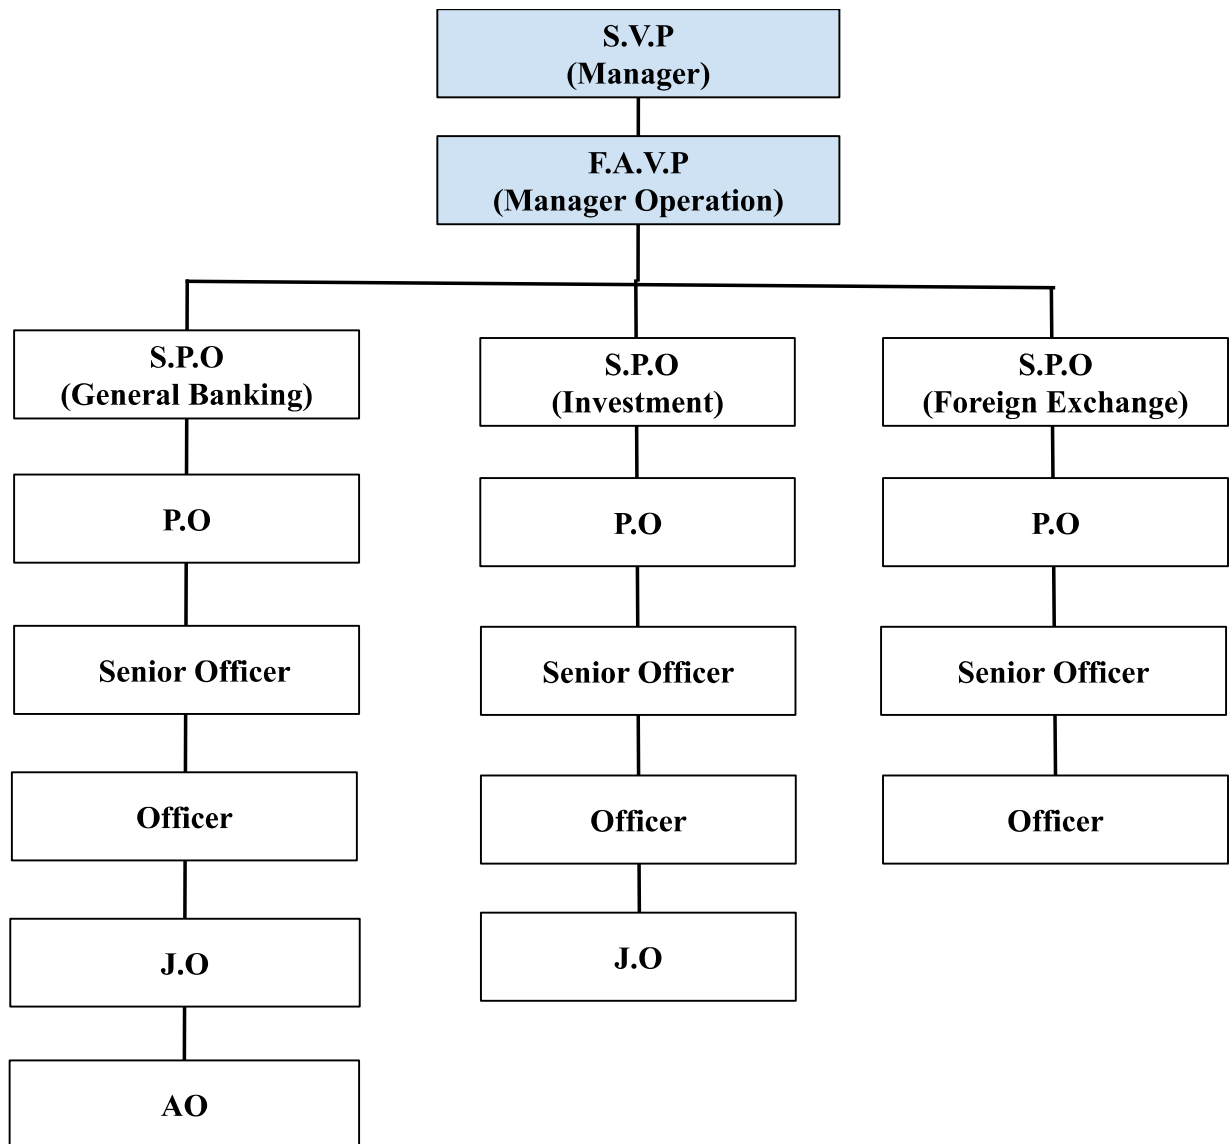 S.V.P
(Manager)
F.A.V.P
(Manager Operation)
S.P.O
(General Banking)
S.P.O
(Investment)
S.P.O
(Foreign Exchange)
P.O
P.O
P.O
Senior Officer
Senior Officer
Senior Officer
Officer
Officer
Officer
J.O
J.O
AO